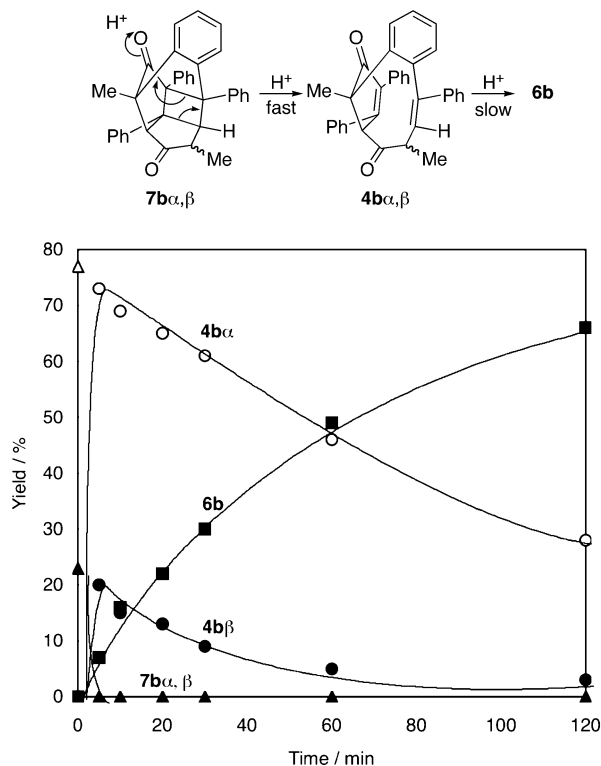 H+
O
Ph
Me
Ph
Ph
H
O
Me
7bα,β
H+
fast
O
Ph
Me
Ph
Ph
H
O
Me
4bα,β
H+
slow
6b
80
70
60
50
40
30
20
10
0
Yield / %
4bα
6b
4bβ
7bα, β
0 20 40 60 80 100 120
Time / min